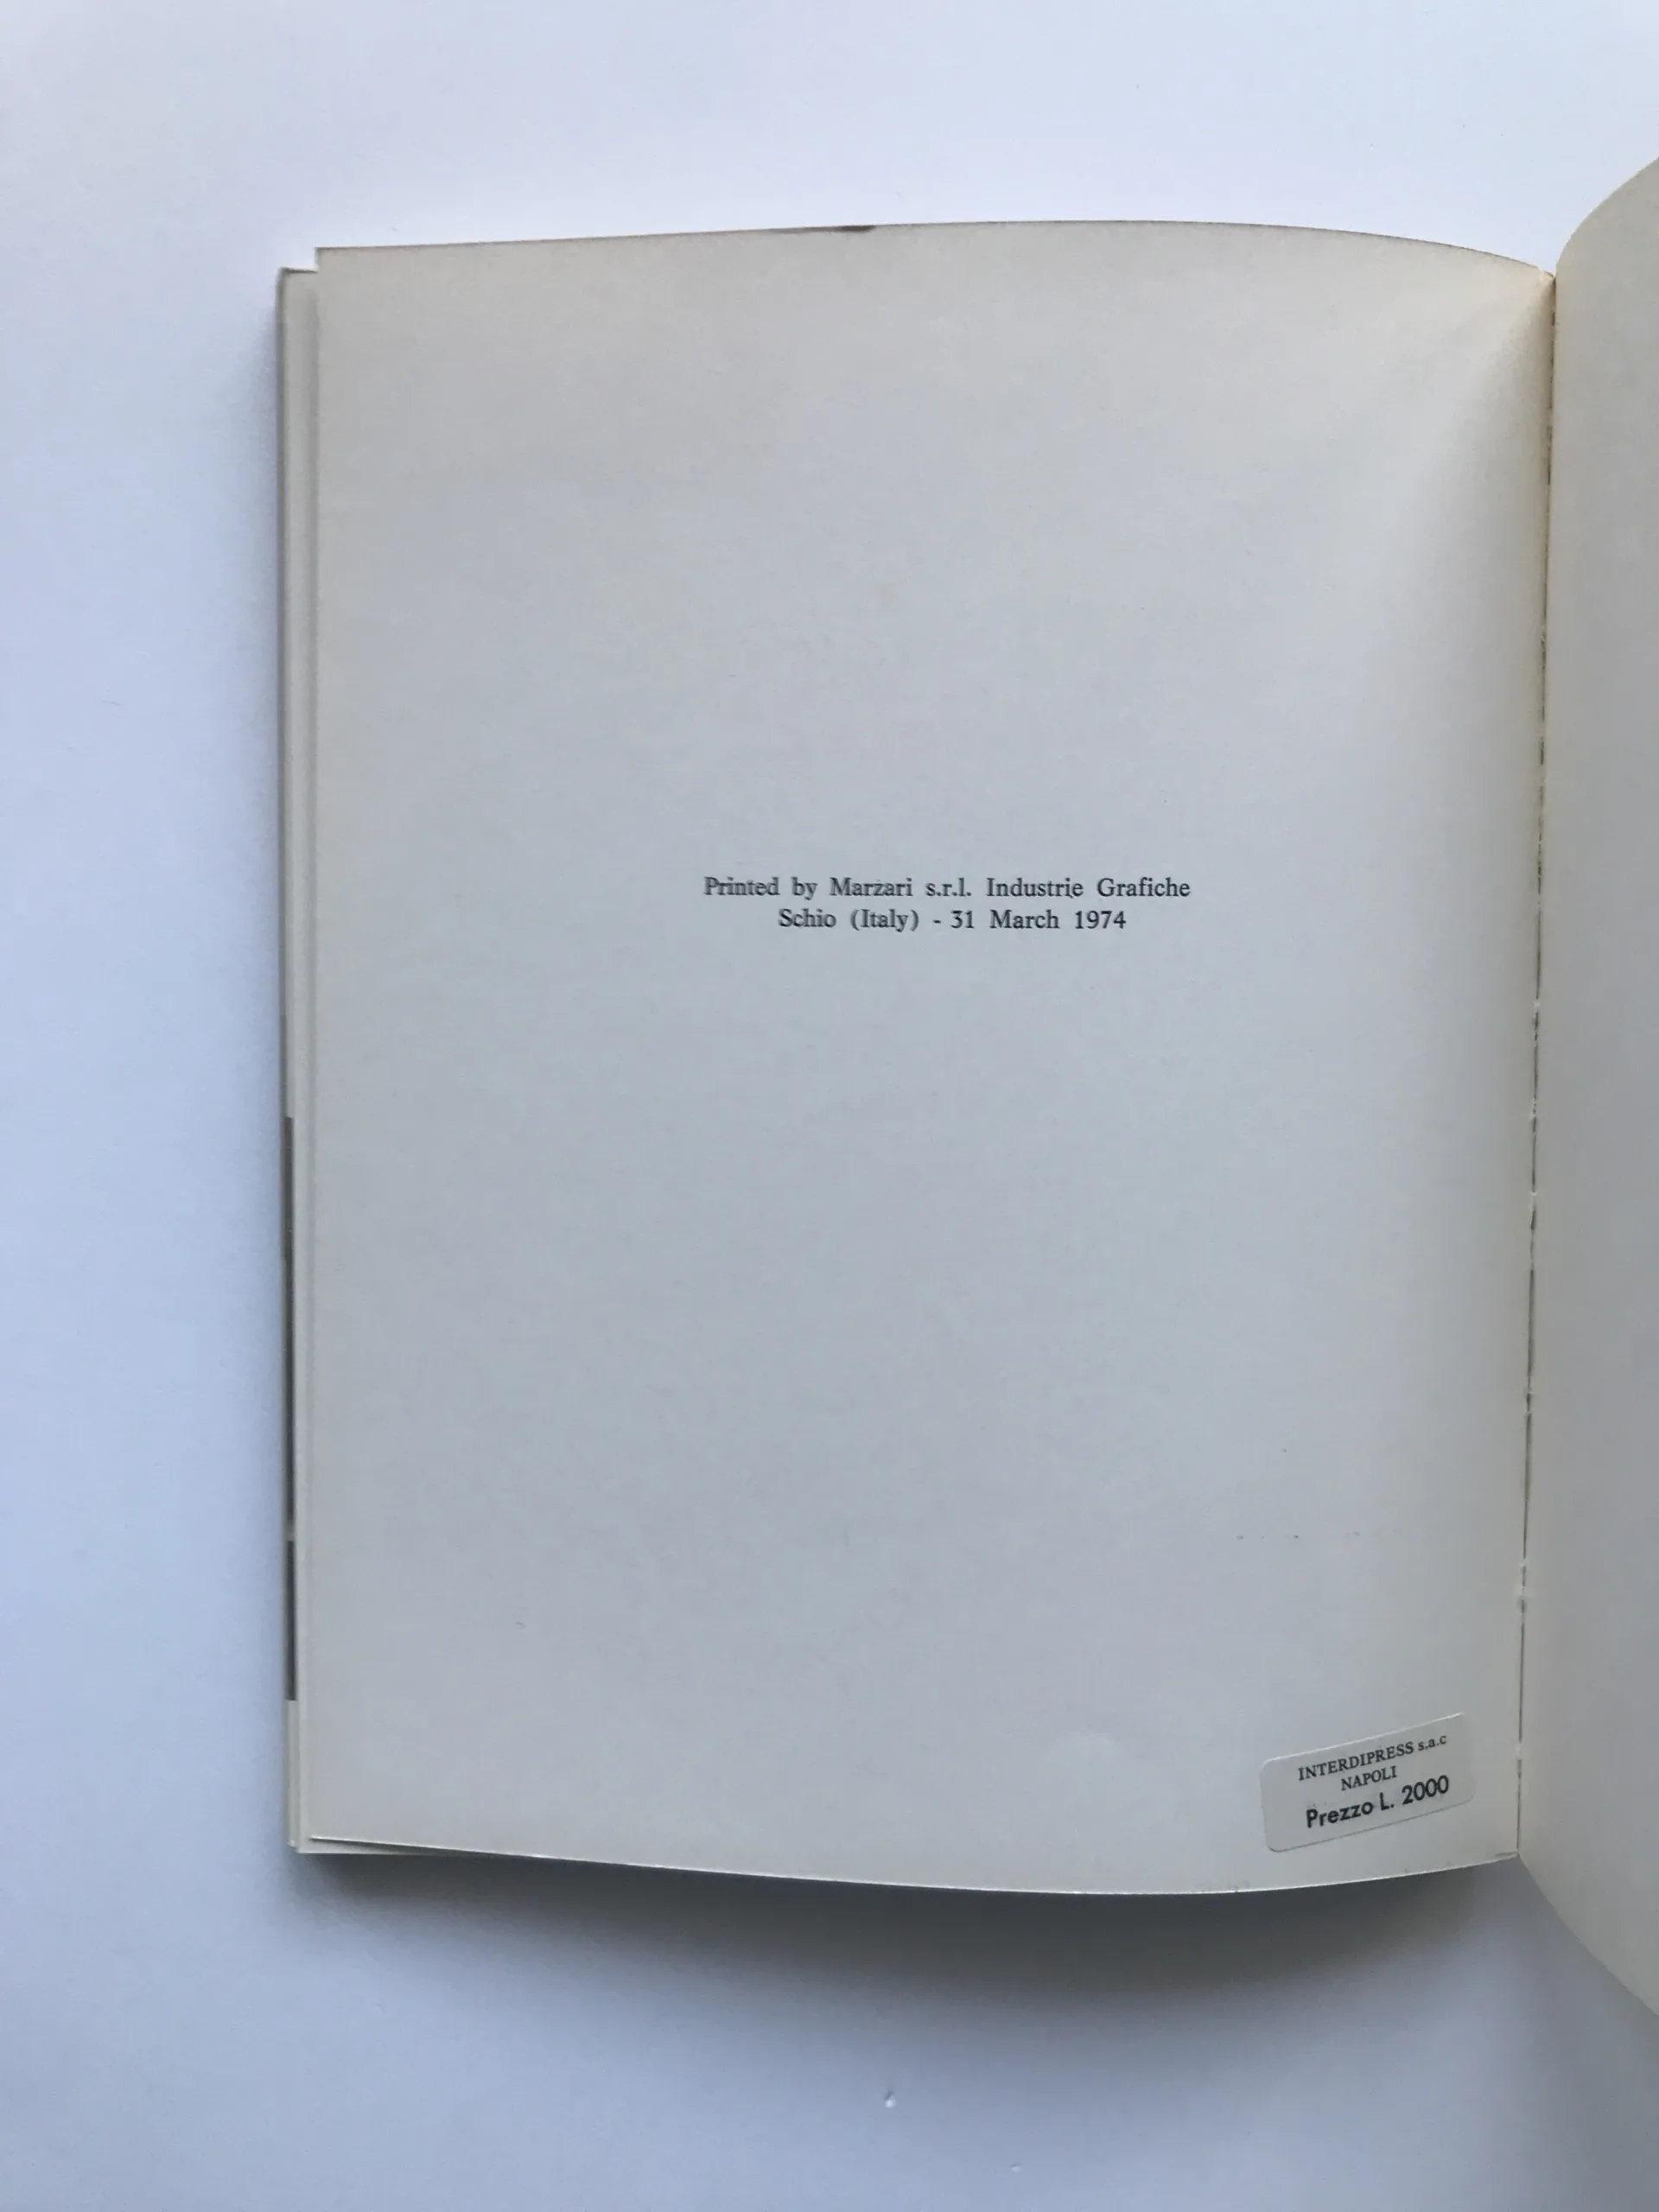 Printed by Marzari s.r.l. Industrie Grafiche
Schio (Italy) - 31 March 1974
INTERDIPRESS s.a.c
NAPOLI
Prezzo L. 2000